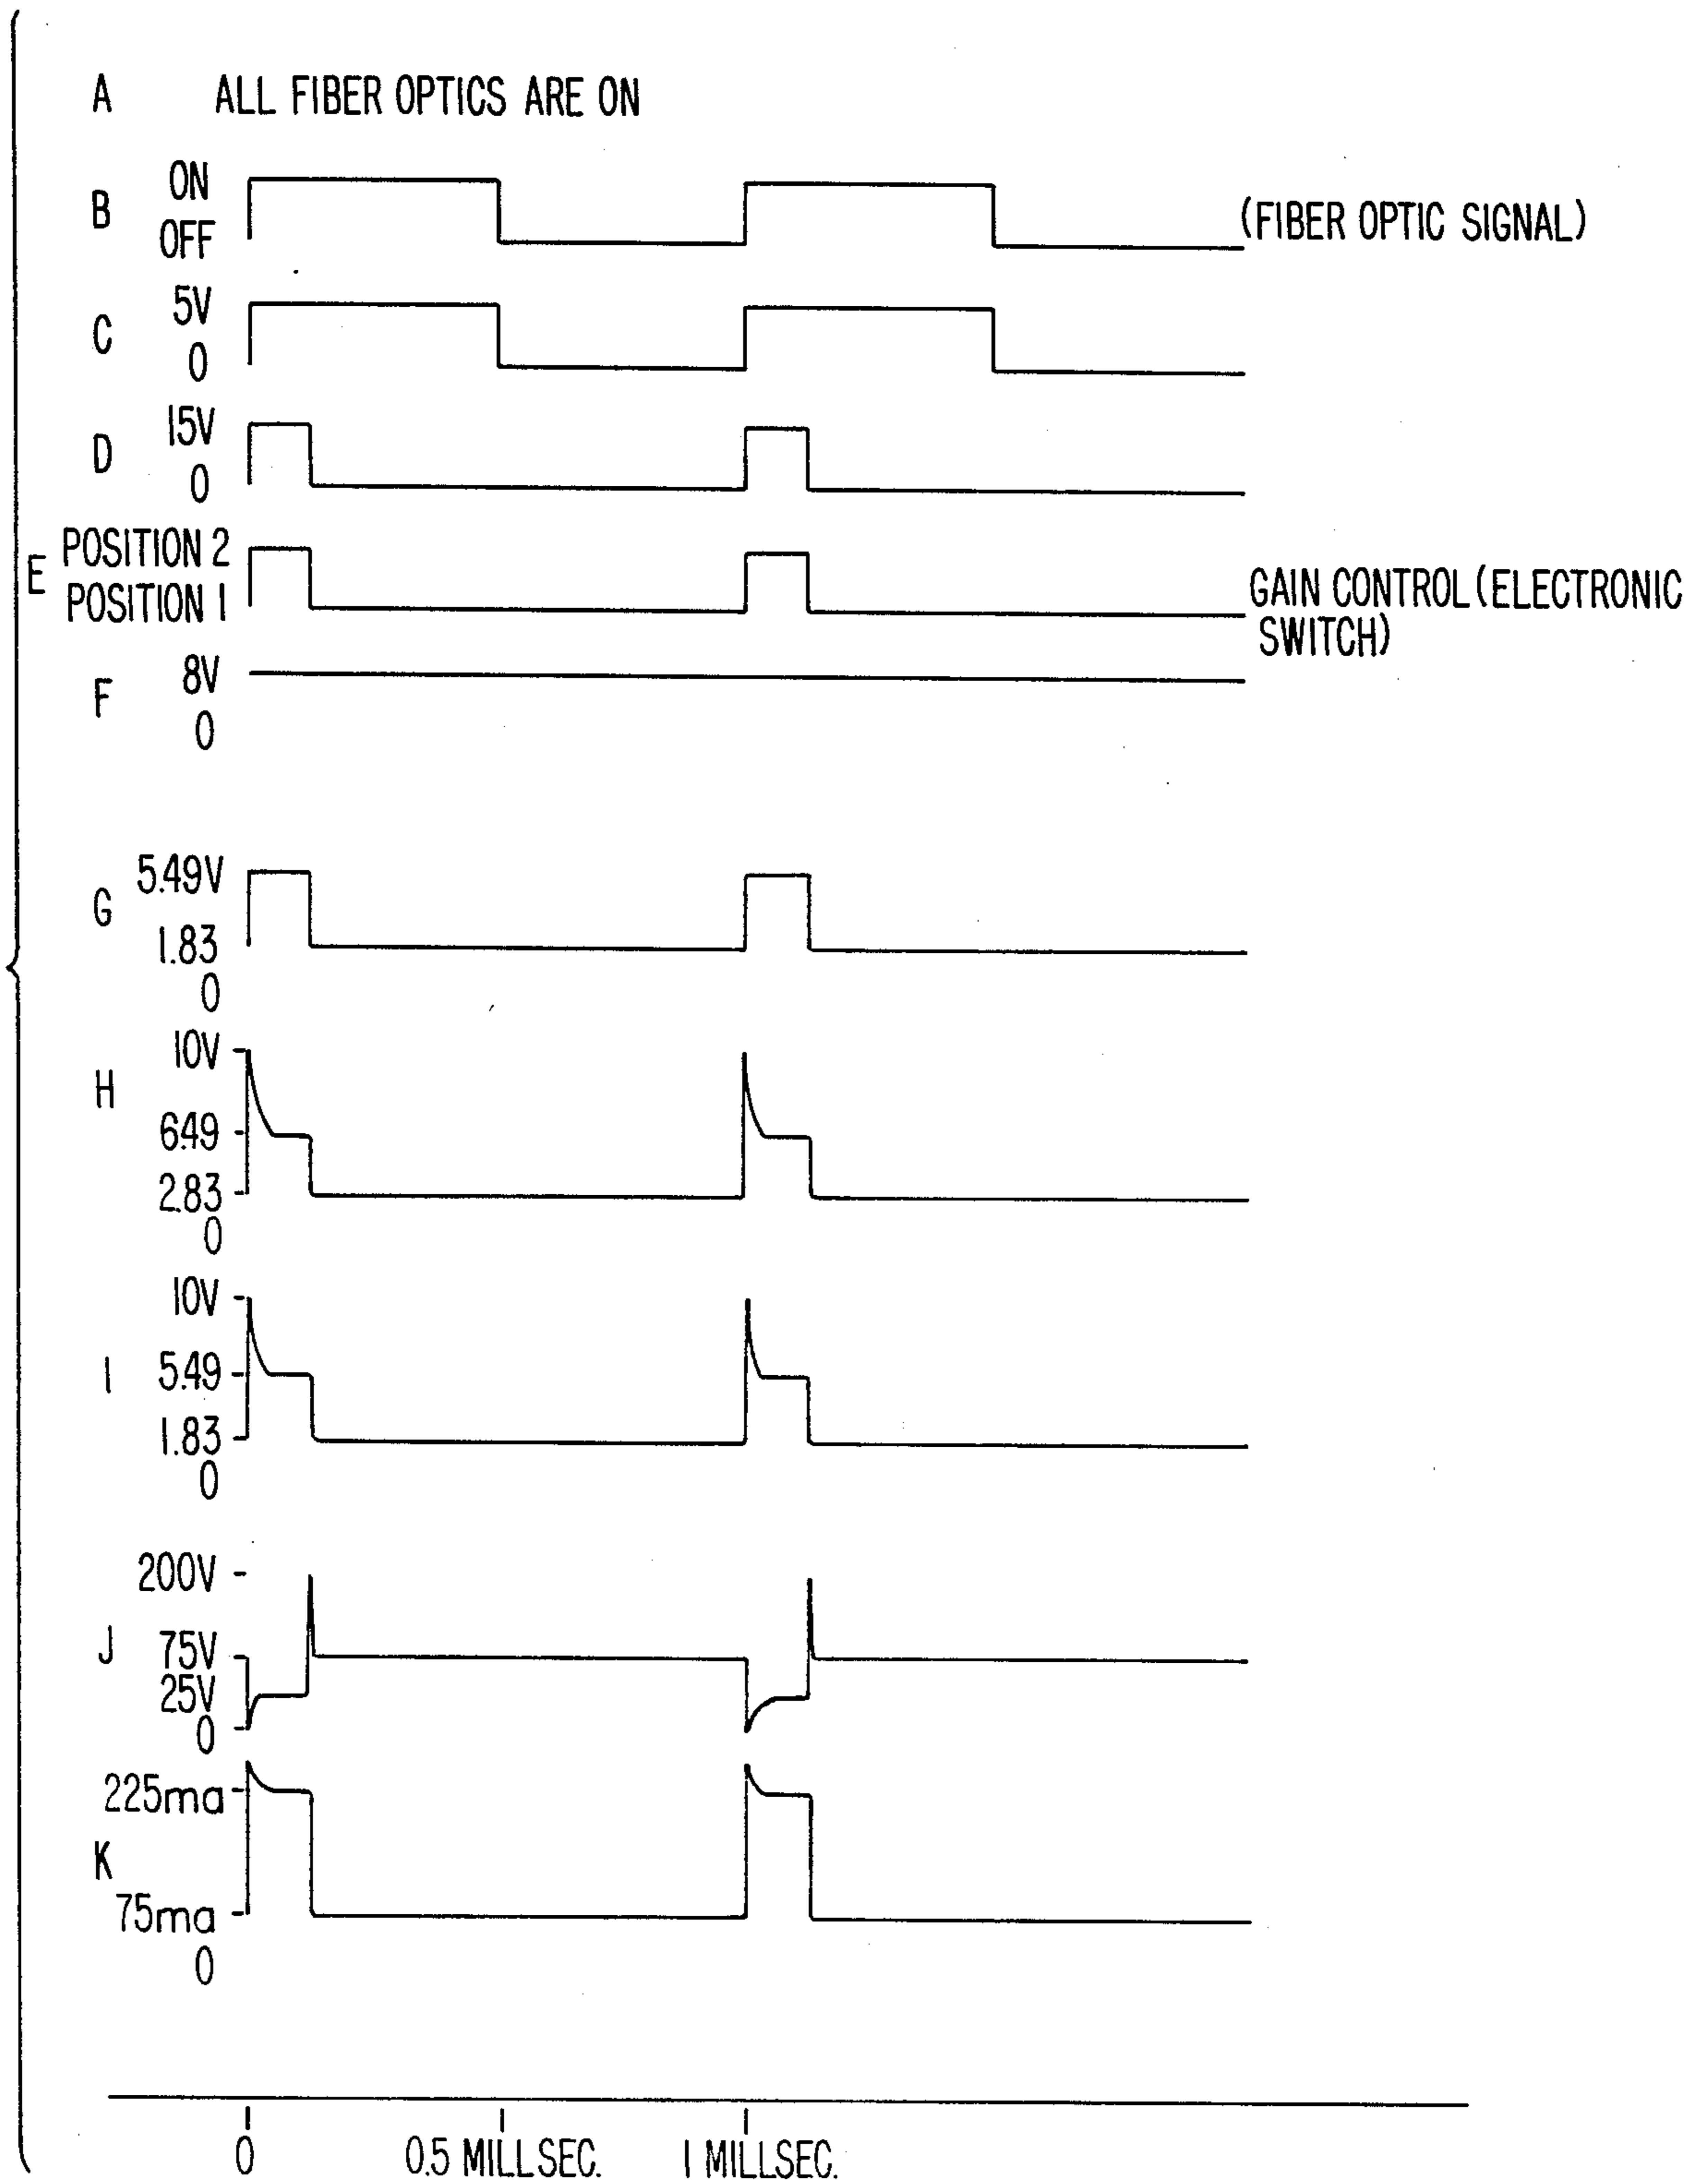 A ALL FIBER OPTICS ARE ON
ON
B (FIBER OPTIC SIGNAL)
OFF
5V
C
0
15V
D
0
POSITION 2
E
POSITION 1
GAIN CONTROL (ELECTRONIC
SWITCH)
8V
F
0
5.49V
G
1.83
0
10V
H
6.49
2.83
0
10V
I 5.49
1.83
0
200V
J 75V
25V
0
225ma
K
75ma
0
0 0.5 MILLSEC. 1 MILLSEC.